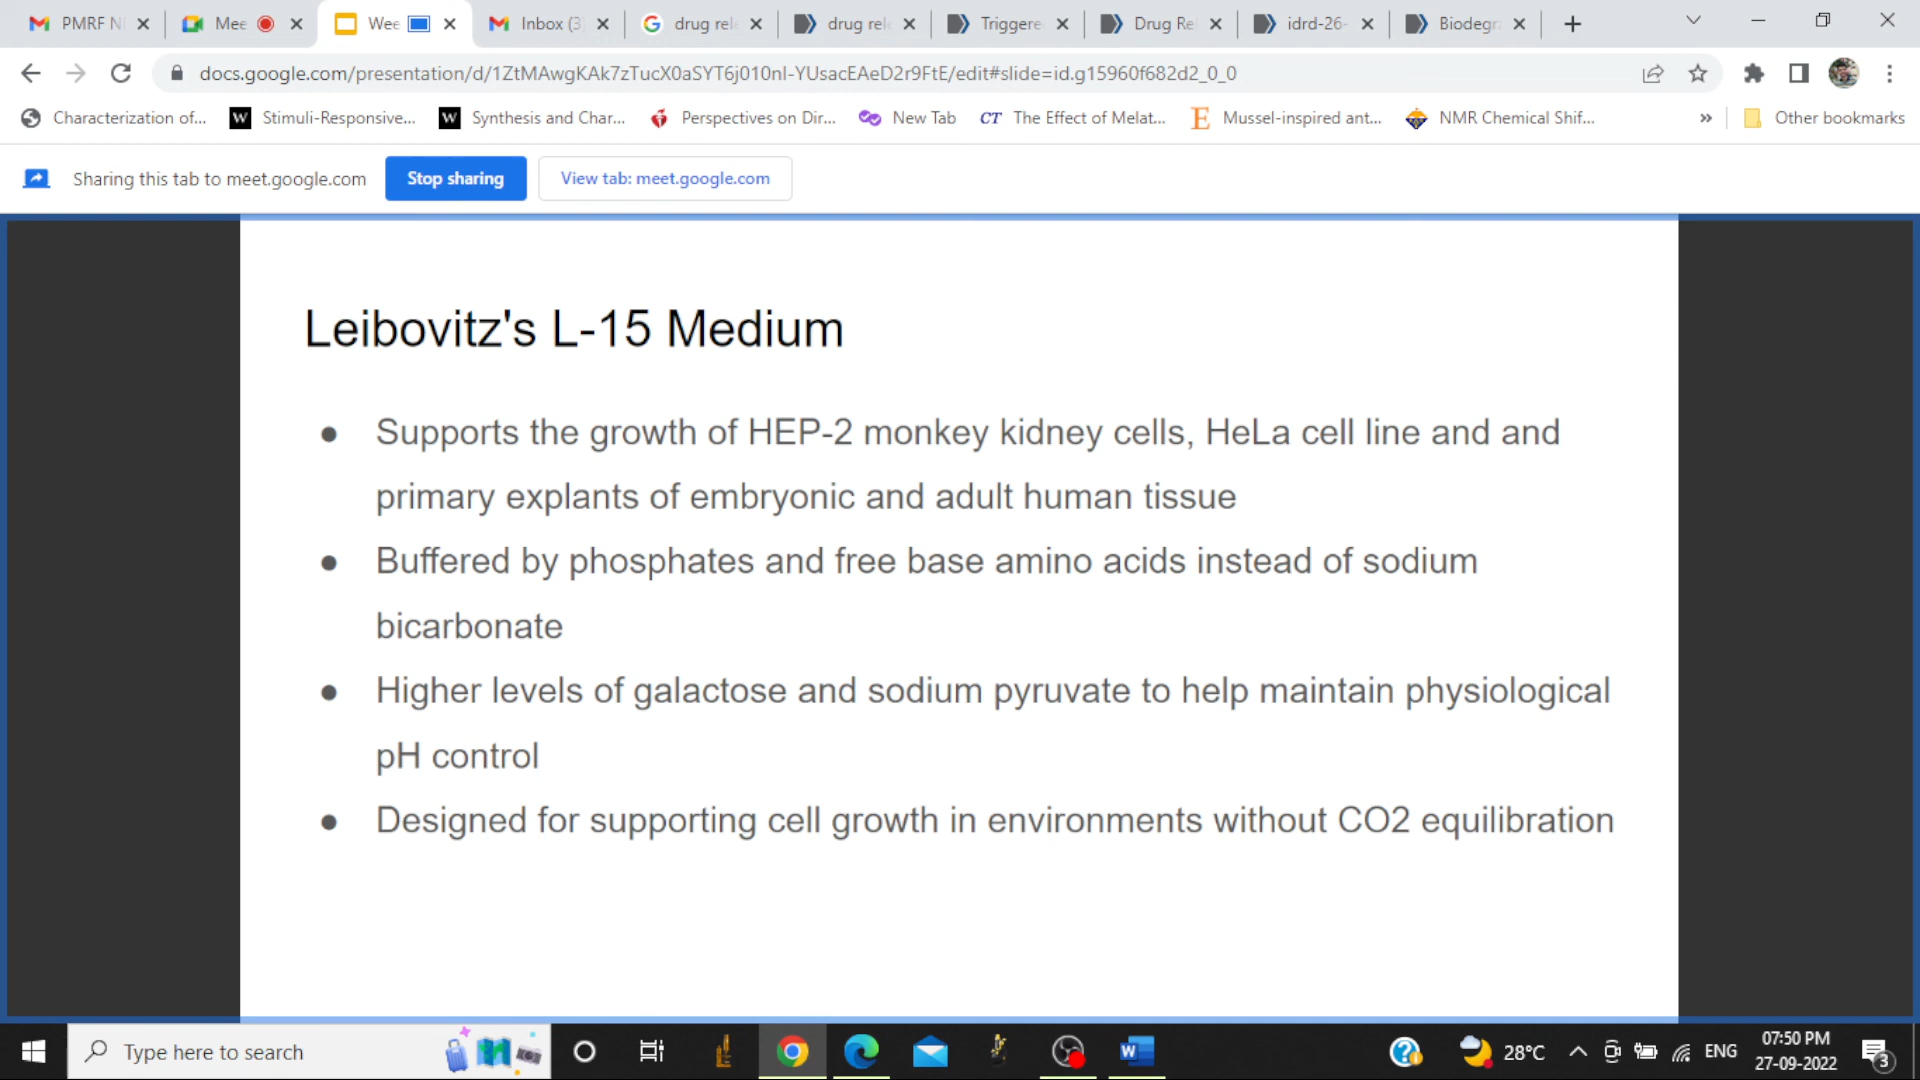 PMRF N
Mee
Wee
Inbox (3
drug rele
drug rele
Triggere
Drug Re
idrd-26-
Biodegr
docs.google.com/presentation/d/1ZtMAwgKAk7zTucX0aSYT6j010nI-YUsacEAeD2r9FtE/edit#slide=id.g15960f682d2_0_0
Characterization of...
W Stimuli-Responsive...
W Synthesis and Char...
Perspectives on Dir...
New Tab
CT The Effect of Melat...
E Mussel-inspired ant...
NMR Chemical Shif...
» Other bookmarks
Sharing this tab to meet.google.com Stop sharing View tab: meet.google.com
Leibovitz's L-15 Medium
● Supports the growth of HEP-2 monkey kidney cells, HeLa cell line and and
primary explants of embryonic and adult human tissue
● Buffered by phosphates and free base amino acids instead of sodium
bicarbonate
● Higher levels of galactose and sodium pyruvate to help maintain physiological
pH control
● Designed for supporting cell growth in environments without CO2 equilibration
Type here to search
28°C
ENG
07:50 PM
27-09-2022
3